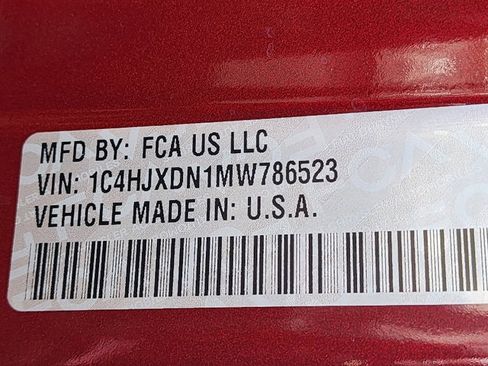 MFD BY: FCA US LLC
VIN: 1C4HJXDN1MW786523
VEHICLE MADE IN: U.S.A.